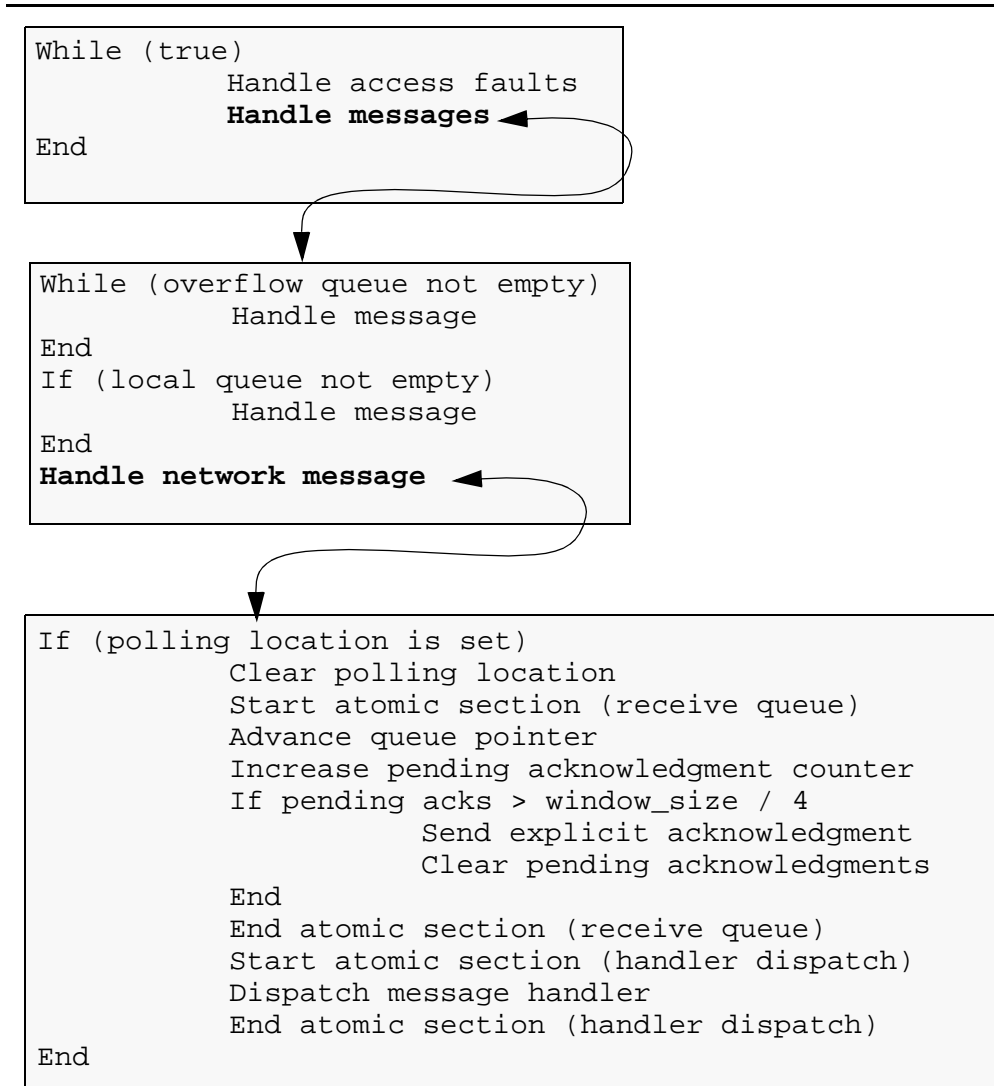 While (true)
Handle access faults
Handle messages
End
While (overflow queue not empty)
Handle message
End
If (local queue not empty)
Handle message
End
Handle network message
If (polling location is set)
Clear polling location
Start atomic section (receive queue)
Advance queue pointer
Increase pending acknowledgment counter
If pending acks > window_size / 4
Send explicit acknowledgment
Clear pending acknowledgments
End
End atomic section (receive queue)
Start atomic section (handler dispatch)
Dispatch message handler
End atomic section (handler dispatch)
End